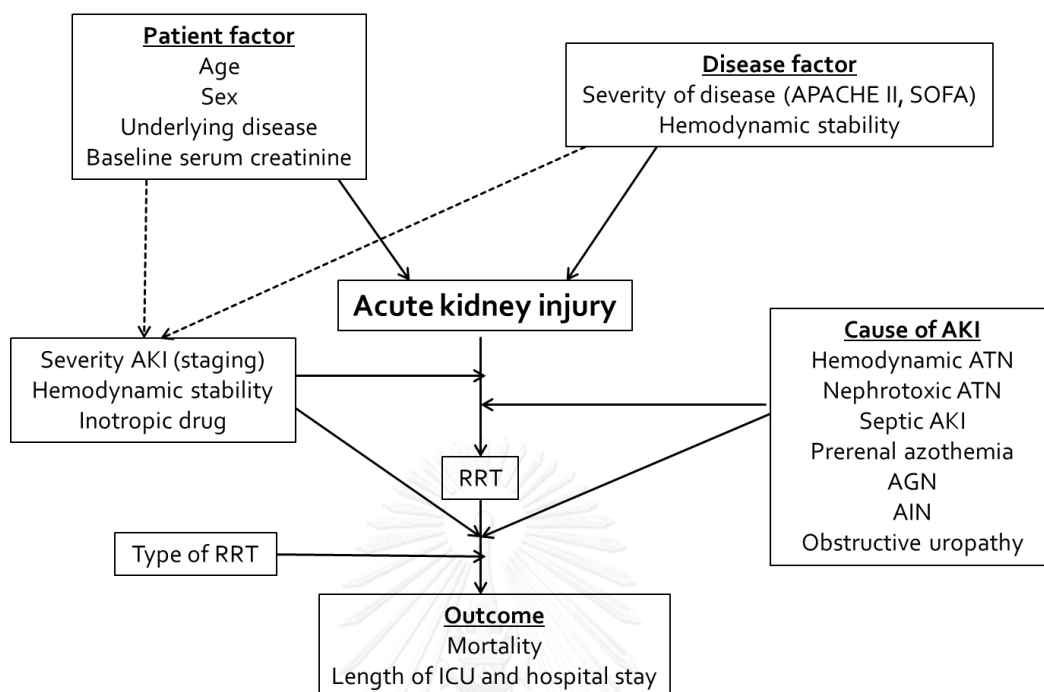 Patient factor
Age
Sex
Underlying disease
Baseline serum creatinine
Disease factor
Severity of disease (APACHE II, SOFA)
Hemodynamic stability
Acute kidney injury
Severity AKI (staging)
Hemodynamic stability
Inotropic drug
Cause of AKI
Hemodynamic ATN
Nephrotoxic ATN
Septic AKI
Prerenal azothemia
AGN
AIN
Obstructive uropathy
RRT
Type of RRT
Outcome
Mortality
Length of ICU and hospital stay